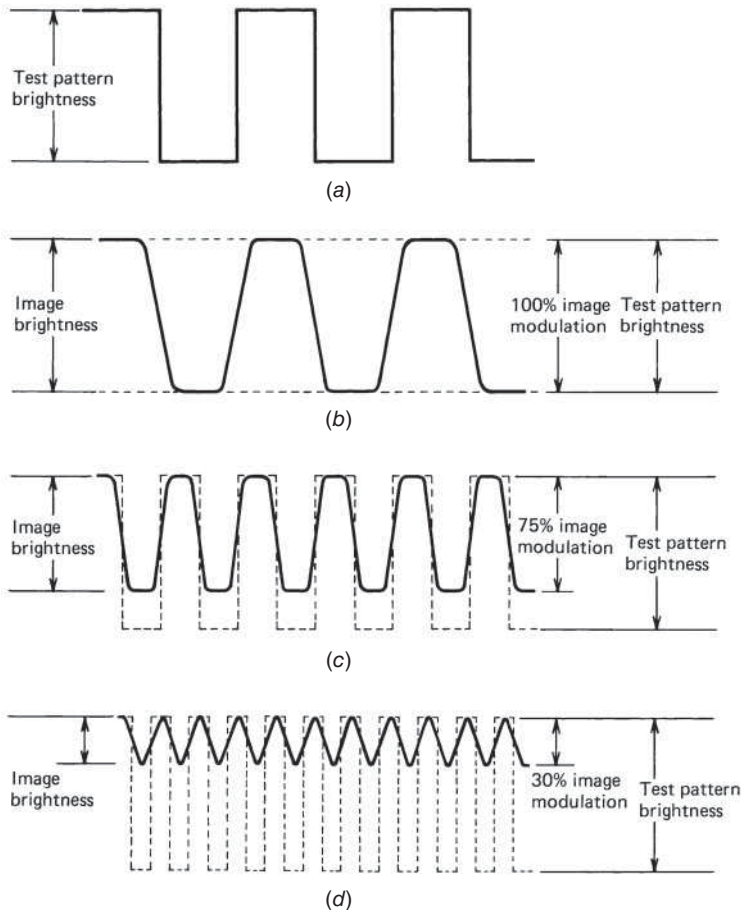 Test pattern
brightness
(a)
Image
brightness
100% image
modulation
Test pattern
brightness
(b)
Image
brightness
75% image
modulation
Test pattern
brightness
(c)
Image
brightness
30% image
modulation
Test pattern
brightness
(d)